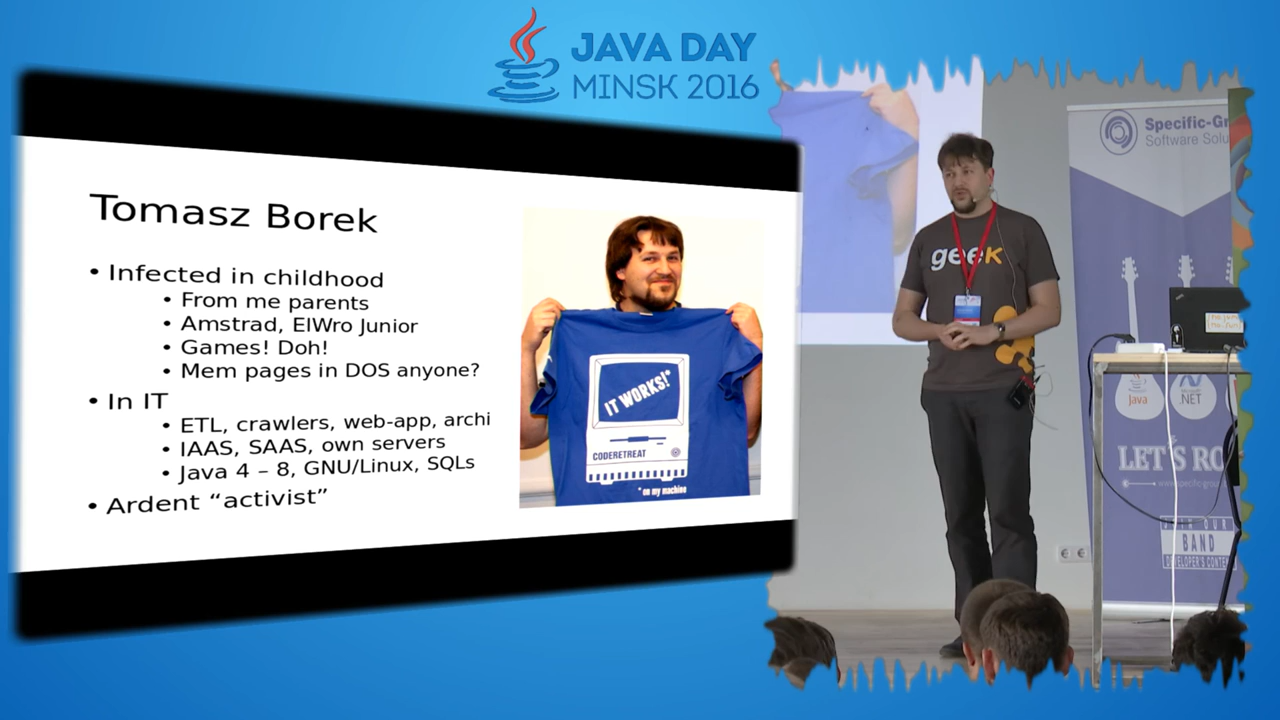 JAVA DAY
MINSK 2016
Tomasz Borek
• Infected in childhood
• From me parents
• Amstrad, ElWro Junior
• Games! Doh!
• Mem pages in DOS anyone?
• In IT
• ETL, crawlers, web-app, archi
• IAAS, SAAS, own servers
• Java 4 – 8, GNU/Linux, SQLs
• Ardent “activist”
IT WORKS!*
CODERETREAT
* on my machine
geek
Specific-Gr
Software Solu
Java
.NET
LET'S RO
BAND